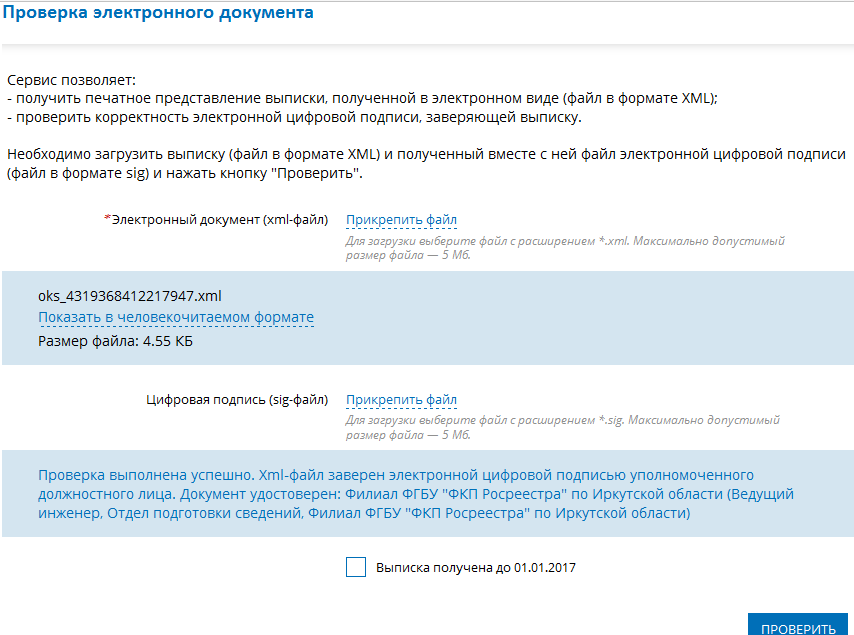 Проверка электронного документа
Сервис позволяет:
- получить печатное представление выписки, полученной в электронном виде (файл в формате XML);
- проверить корректность электронной цифровой подписи, заверяющей выписку.
Необходимо загрузить выписку (файл в формате XML) и полученный вместе с ней файл электронной цифровой подписи
(файл в формате sig) и нажать кнопку "Проверить".
*Электронный документ (xml-файл) Прикрепить файл
Для загрузки выберите файл с расширением *.xml. Максимально допустимый
размер файла — 5 Мб.
oks_4319368412217947.xml
Показать в человекочитаемом формате
Размер файла: 4.55 КБ
Цифровая подпись (sig-файл) Прикрепить файл
Для загрузки выберите файл с расширением *.sig. Максимально допустимый
размер файла — 5 Мб.
Проверка выполнена успешно. Xml-файл заверен электронной цифровой подписью уполномоченного
должностного лица. Документ удостоверен: Филиал ФГБУ "ФКП Росреестра" по Иркутской области (Ведущий
инженер, Отдел подготовки сведений, Филиал ФГБУ "ФКП Росреестра" по Иркутской области)
Выписка получена до 01.01.2017
ПРОВЕРИТЬ